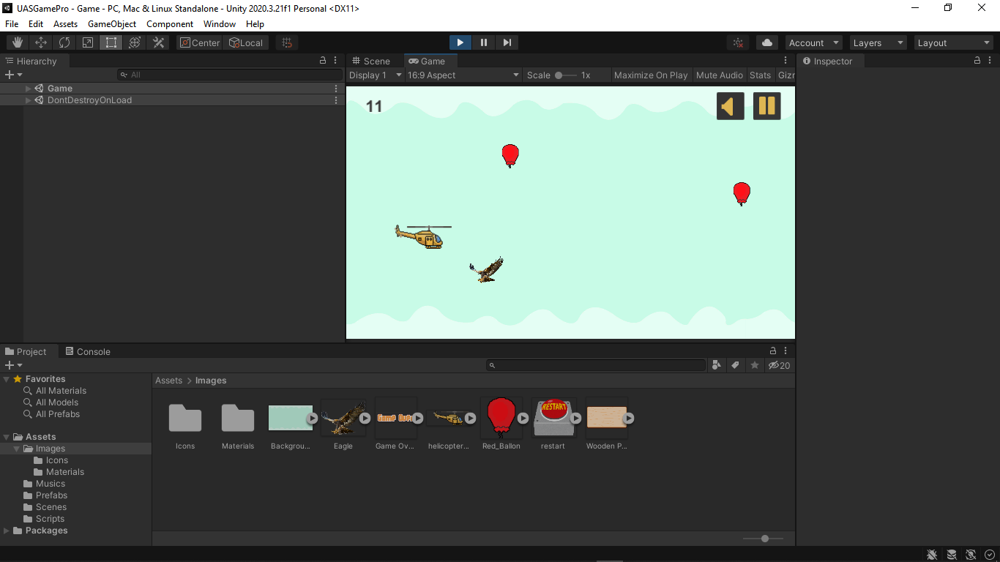 UASGamePro - Game - PC, Mac & Linux Standalone - Unity 2020.3.21f1 Personal <DX11>
File Edit Assets GameObject Component Window Help
Center Local Account Layers Layout
Hierarchy
All
Game
DontDestroyOnLoad
Scene Game
Display 1 16:9 Aspect Scale 1x Maximize On Play Mute Audio Stats Giz
11
Inspector
Project Console
20
Favorites
All Materials
All Models
All Prefabs
Assets
Images
Icons
Materials
Musics
Prefabs
Scenes
Scripts
Packages
Assets > Images
Game Over
RESTART
Icons Materials Backgrou... Eagle Game Ov... helicopter... Red_Ballon restart Wooden P...